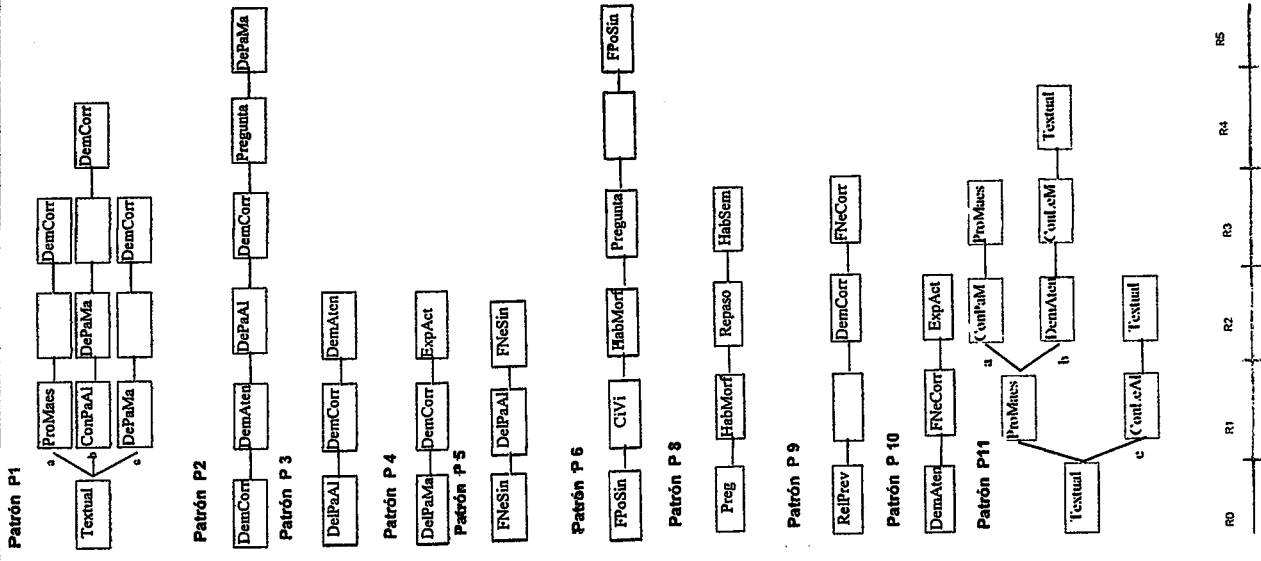 Patrón P1
Textual
a ProMaes DemCorr
b ConPaAl DePaMa DemCorr
c DePaMa DemCorr
Patrón P2
DemCorr DemAten DePaAl DemCorr Pregunta DePaMa
Patrón P 3
DelPaAl DemCorr DemAten
Patrón P 4
DelPaMa DemCorr ExpAct
Patrón P 5
FNeSin DelPaAl FNeSin
Patrón P 6
FPoSin CiVi HabMorf Pregunta FPoSin
Patrón P 8
Preg HabMorf Repaso HabSem
Patrón P 9
RelPrev DemCorr FNeCorr
Patrón P 10
DemAten FNeCorr ExpAct
Patrón P11
Textual
ProMaes
a ConPaM ProMaes
b DemAten ConLeM Textual
c ConLeAl Textual
R0 R1 R2 R3 R4 R5